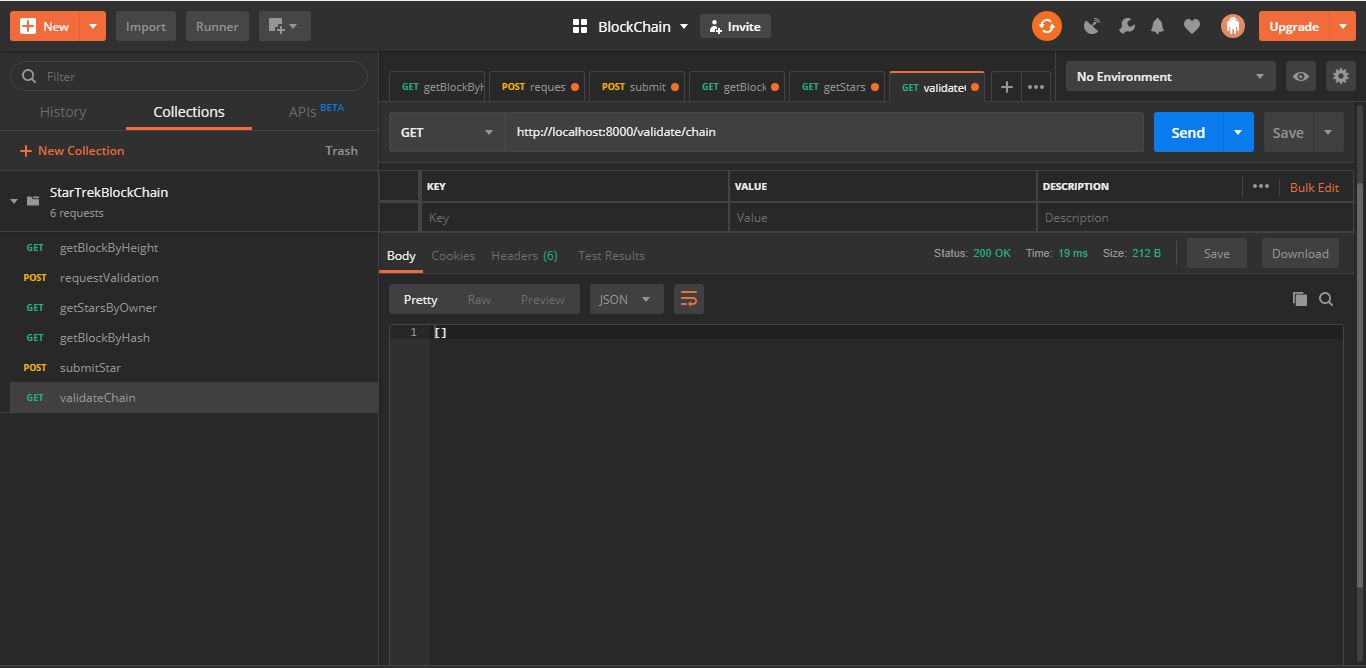 New
Import
Runner
BlockChain
Invite
Upgrade
Filter
History
Collections
APIs BETA
New Collection
Trash
StarTrekBlockChain
6 requests
GET getBlockByHeight
POST requestValidation
GET getStarsByOwner
GET getBlockByHash
POST submitStar
GET validateChain
GET getBlockByH
POST reques
POST submit
GET getBlock
GET getStars
GET validate
No Environment
GET
http://localhost:8000/validate/chain
Send
Save
KEY VALUE DESCRIPTION
Bulk Edit
Key Value Description
Body Cookies Headers (6) Test Results
Status: 200 OK Time: 19 ms Size: 212 B
Save
Download
Pretty Raw Preview
JSON
1 []